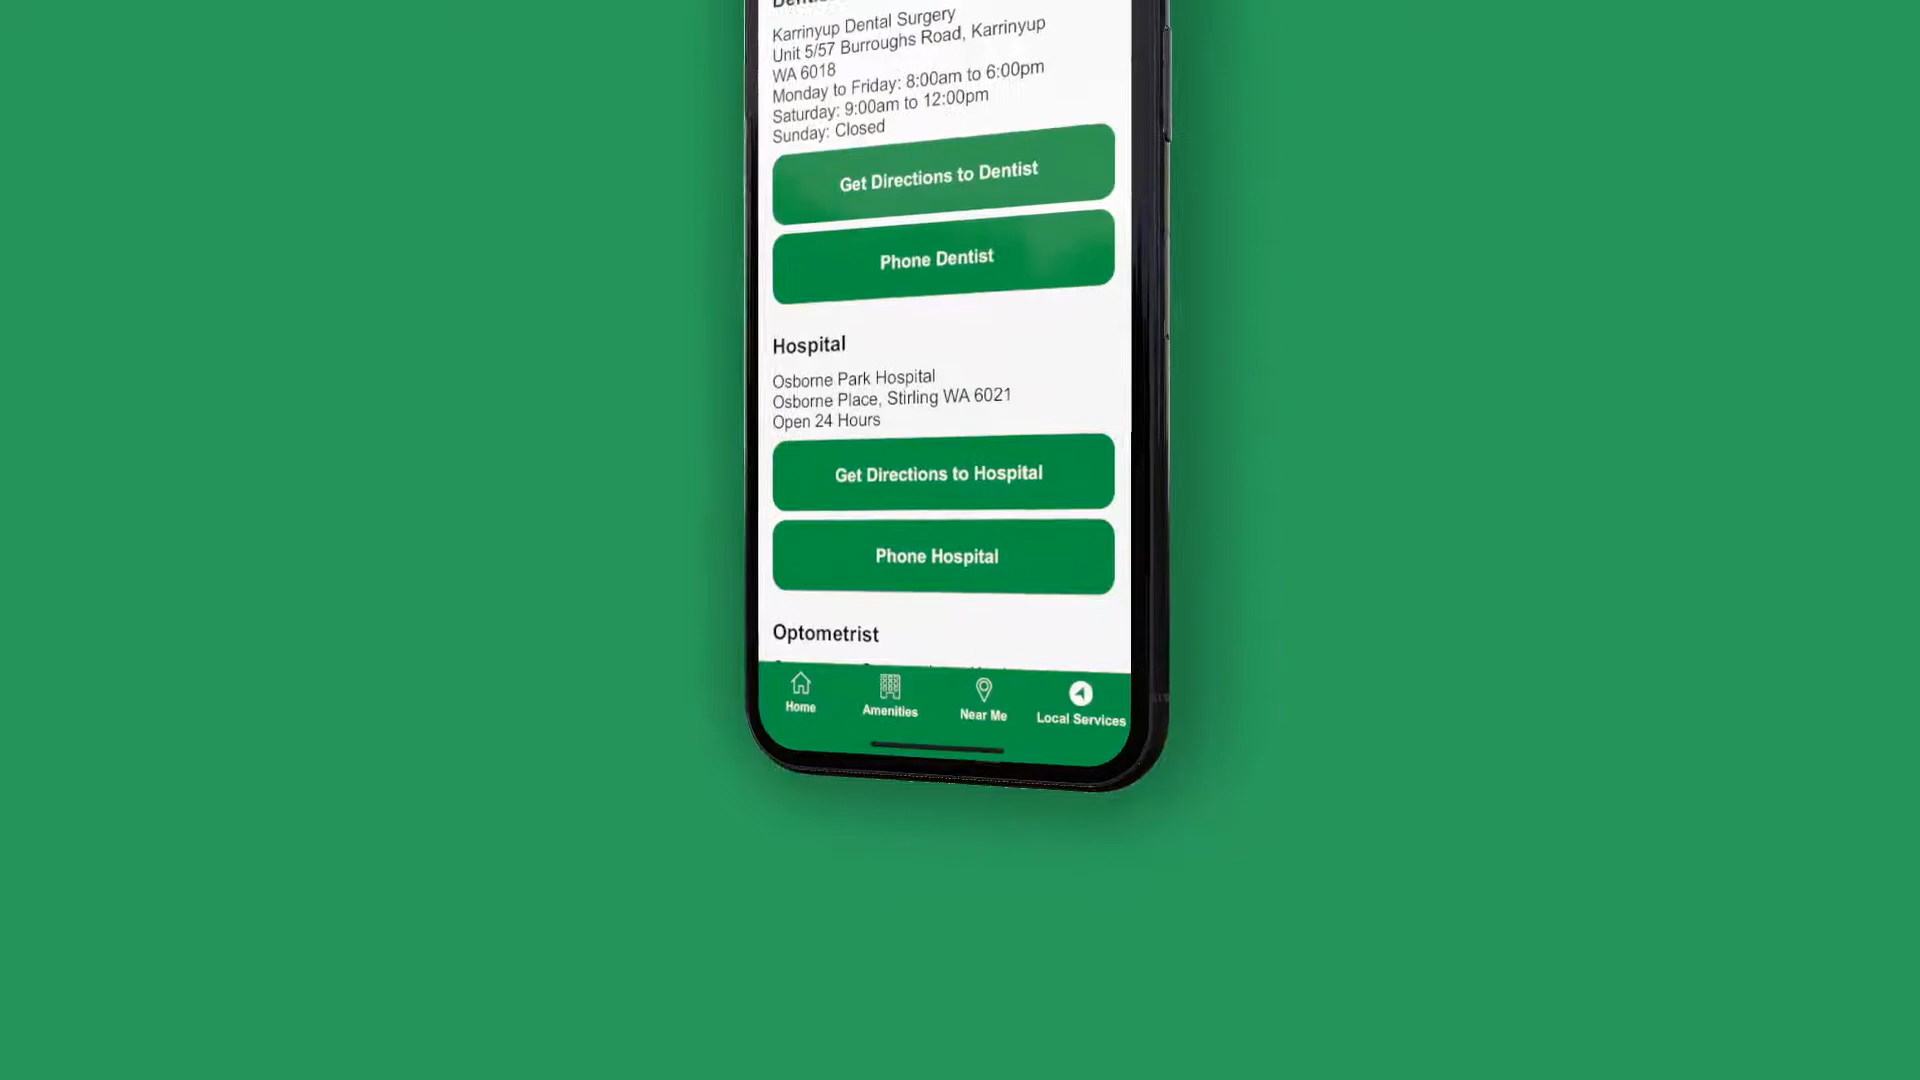 Karrinyup Dental Surgery
Unit 5/57 Burroughs Road, Karrinyup
WA 6018
Monday to Friday: 8:00am to 6:00pm
Saturday: 9:00am to 12:00pm
Sunday: Closed
Get Directions to Dentist
Phone Dentist
Hospital
Osborne Park Hospital
Osborne Place, Stirling WA 6021
Open 24 Hours
Get Directions to Hospital
Phone Hospital
Optometrist
Home
Amenities
Near Me
Local Services